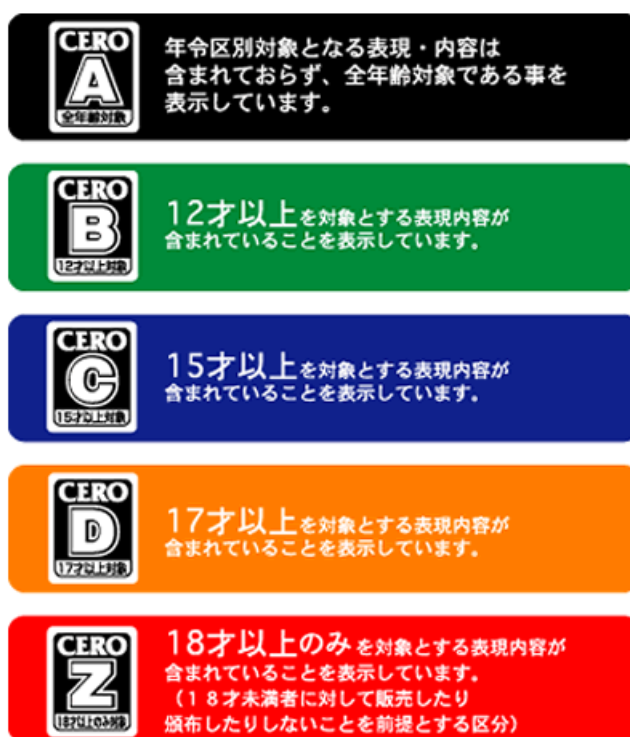 CERO
A
全年齢対象
年令区別対象となる表現・内容は
含まれておらず、全年齢対象である事を
表示しています。
CERO
B
12才以上対象
12才以上を対象とする表現内容が
含まれていることを表示しています。
CERO
C
15才以上対象
15才以上を対象とする表現内容が
含まれていることを表示しています。
CERO
D
17才以上対象
17才以上を対象とする表現内容が
含まれていることを表示しています。
CERO
Z
18才以上のみ対象
18才以上のみを対象とする表現内容が
含まれていることを表示しています。
（１８才未満者に対して販売したり
頒布したりしないことを前提とする区分）